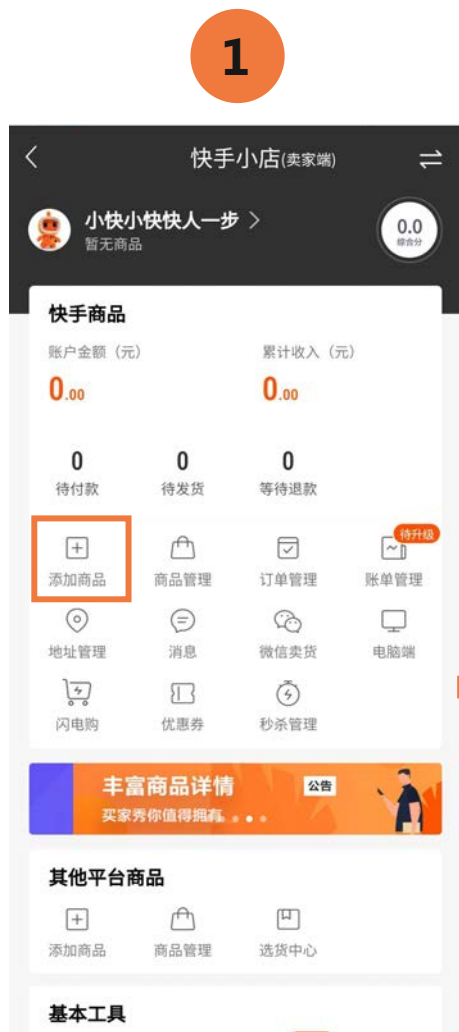 1
快手小店(卖家端)
小快小快快人一步
暂无商品
0.0
综合分
快手商品
账户金额（元） 累计收入（元）
0.00 0.00
0 0 0
待付款 待发货 等待退款
待升级
添加商品 商品管理 订单管理 账单管理
地址管理 消息 微信卖货 电脑端
闪电购 优惠券 秒杀管理
丰富商品详情 公告
买家秀你值得拥有
其他平台商品
添加商品 商品管理 选货中心
基本工具